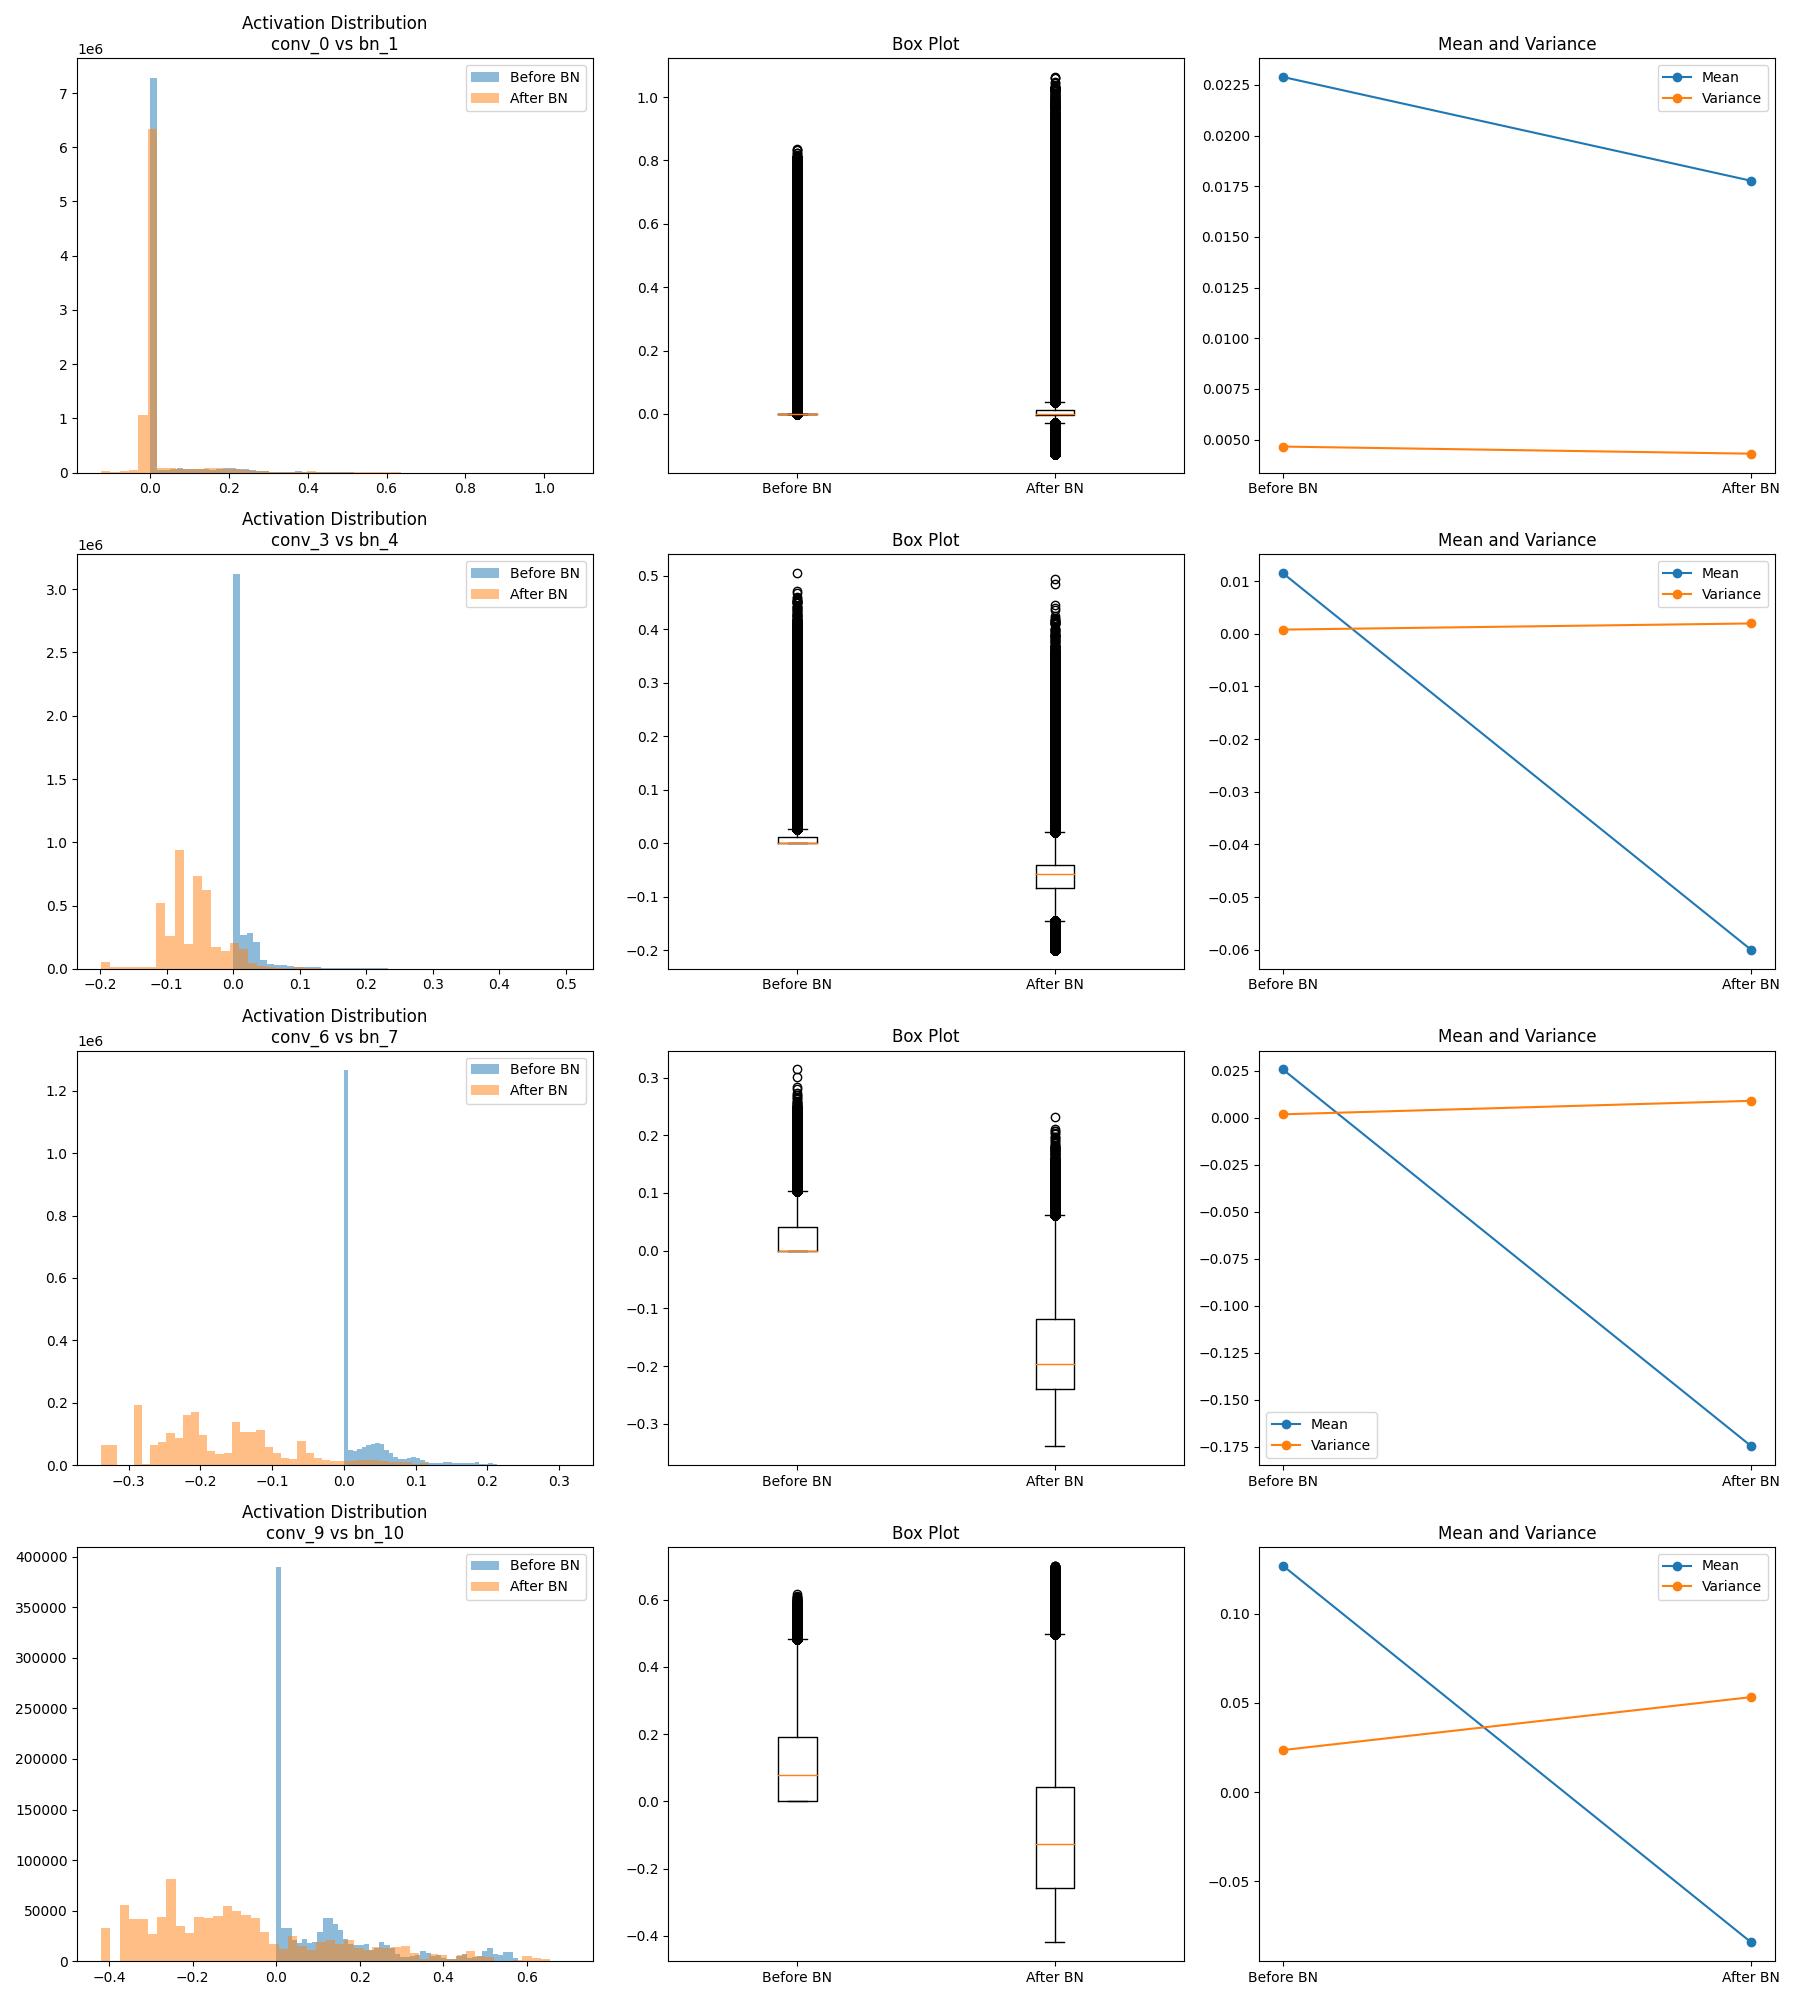 Activation Distribution
conv_0 vs bn_1
1e6
Before BN
After BN
7
6
5
4
3
2
1
0
0.0 0.2 0.4 0.6 0.8 1.0
Box Plot
1.0
0.8
0.6
0.4
0.2
0.0
Before BN After BN
Mean and Variance
Mean
Variance
0.0225
0.0200
0.0175
0.0150
0.0125
0.0100
0.0075
0.0050
Before BN After BN
Activation Distribution
conv_3 vs bn_4
1e6
Before BN
After BN
3.0
2.5
2.0
1.5
1.0
0.5
0.0
−0.2 −0.1 0.0 0.1 0.2 0.3 0.4 0.5
Box Plot
0.5
0.4
0.3
0.2
0.1
0.0
−0.1
−0.2
Before BN After BN
Mean and Variance
Mean
Variance
0.01
0.00
−0.01
−0.02
−0.03
−0.04
−0.05
−0.06
Before BN After BN
Activation Distribution
conv_6 vs bn_7
1e6
Before BN
After BN
1.2
1.0
0.8
0.6
0.4
0.2
0.0
−0.3 −0.2 −0.1 0.0 0.1 0.2 0.3
Box Plot
0.3
0.2
0.1
0.0
−0.1
−0.2
−0.3
Before BN After BN
Mean and Variance
0.025
0.000
−0.025
−0.050
−0.075
−0.100
−0.125
−0.150
−0.175
Mean
Variance
Before BN After BN
Activation Distribution
conv_9 vs bn_10
Before BN
After BN
400000
350000
300000
250000
200000
150000
100000
50000
0
−0.4 −0.2 0.0 0.2 0.4 0.6
Box Plot
0.6
0.4
0.2
0.0
−0.2
−0.4
Before BN After BN
Mean and Variance
Mean
Variance
0.10
0.05
0.00
−0.05
Before BN After BN